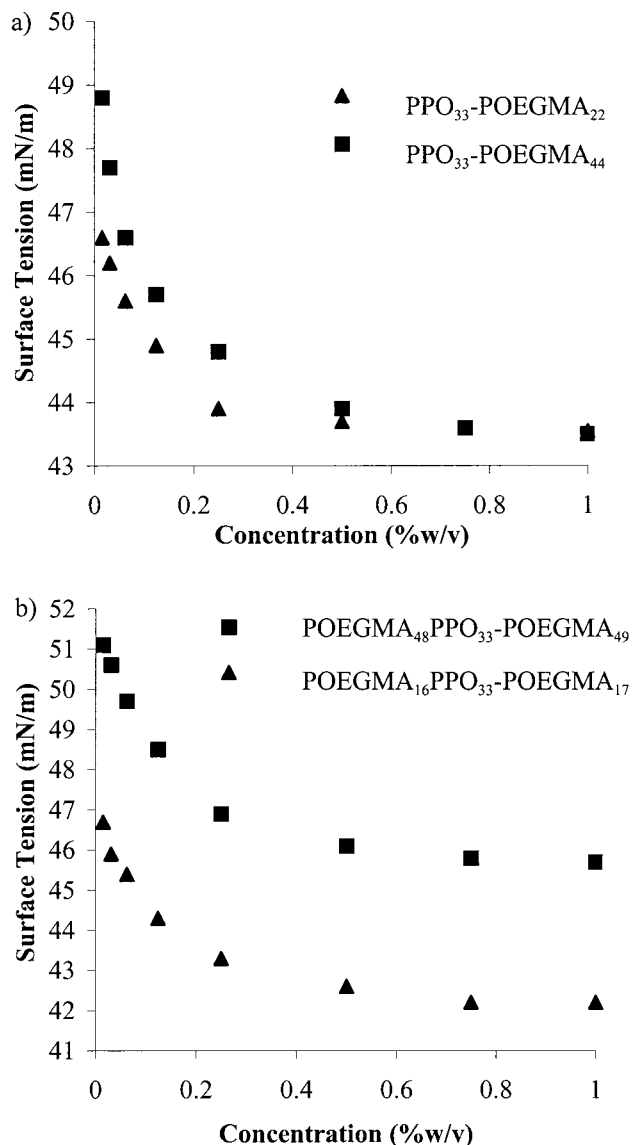 a)
50
49
48
47
46
45
44
43
Surface Tension (mN/m)
PPO₃₃-POEGMA₂₂
PPO₃₃-POEGMA₄₄
0 0.2 0.4 0.6 0.8 1
Concentration (%w/v)
b)
52
51
50
49
48
47
46
45
44
43
42
41
Surface Tension (mN/m)
POEGMA₄₈PPO₃₃-POEGMA₄₉
POEGMA₁₆PPO₃₃-POEGMA₁₇
0 0.2 0.4 0.6 0.8 1
Concentration (%w/v)